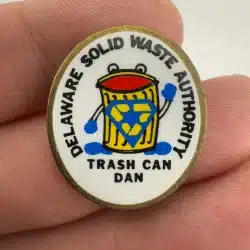 DELAWARE SOLID WASTE AUTHORITY
TRASH CAN
DAN